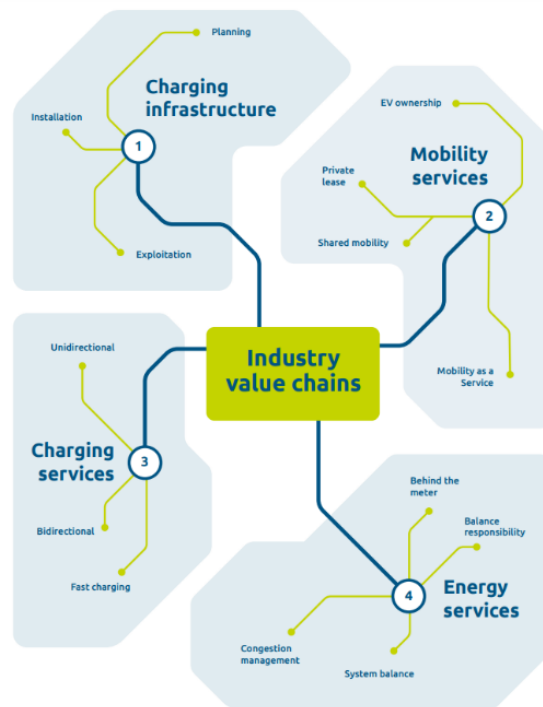 Planning
Charging
infrastructure
Installation
1
Exploitation
EV ownership
Mobility
services
Private
lease
2
Shared mobility
Mobility as a
Service
Industry
value chains
Unidirectional
Charging
services
3
Bidirectional
Fast charging
Behind the
meter
Balance
responsibility
4
Energy
services
Congestion
management
System balance